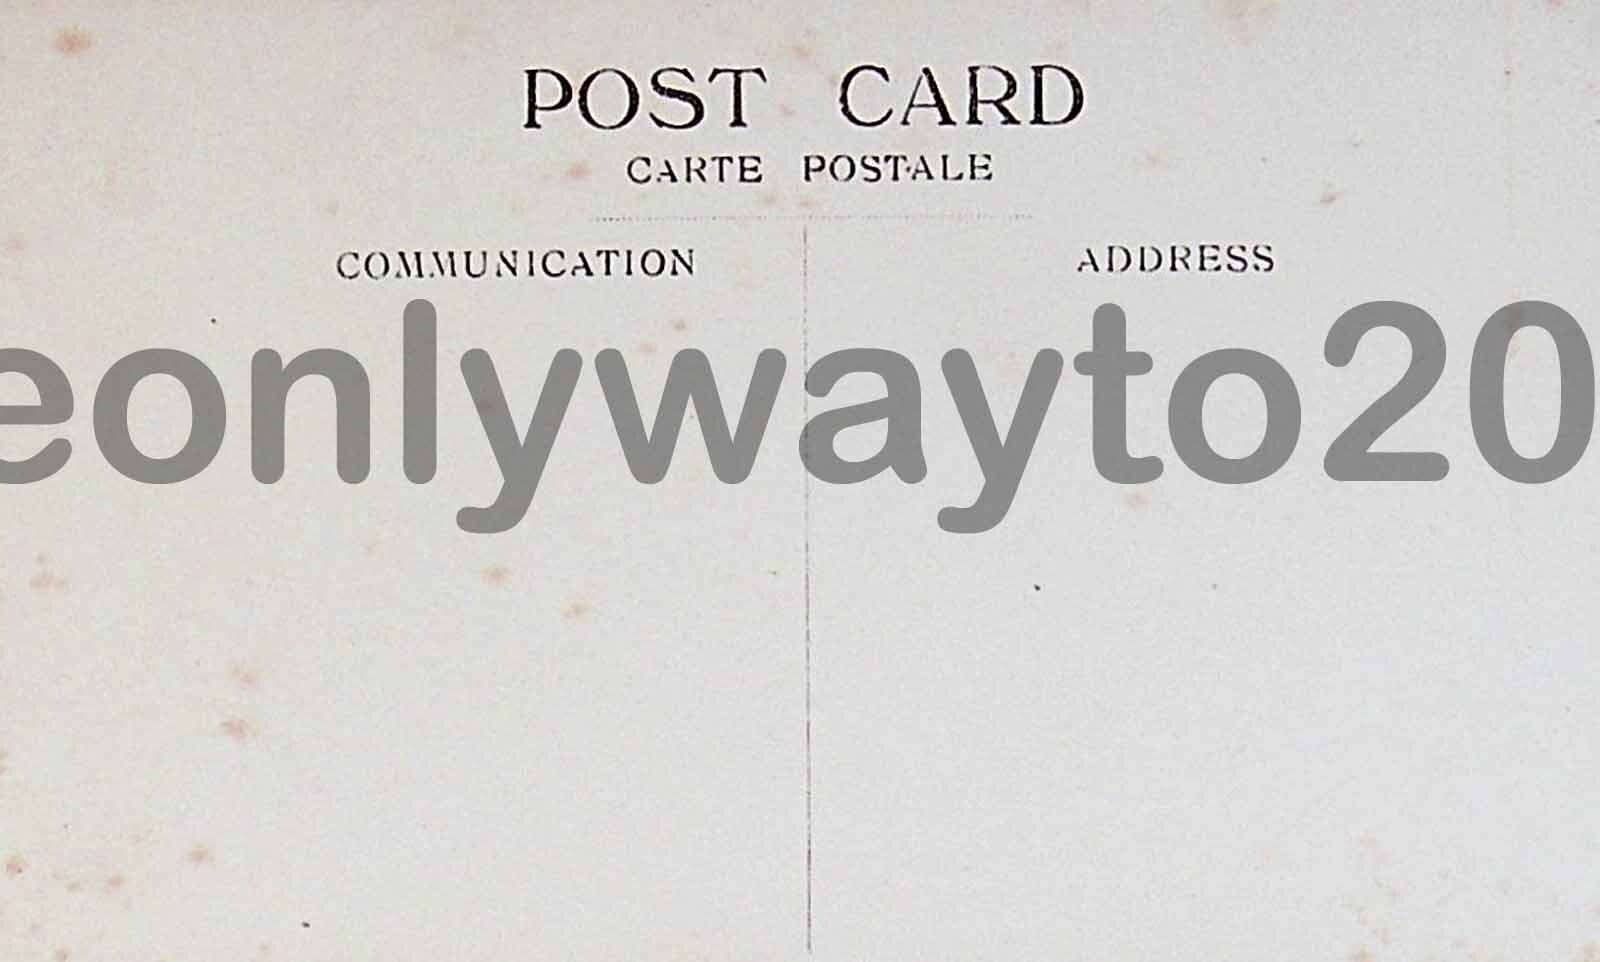 POST CARD
CARTE POSTALE
COMMUNICATION
ADDRESS
eonlywayto20